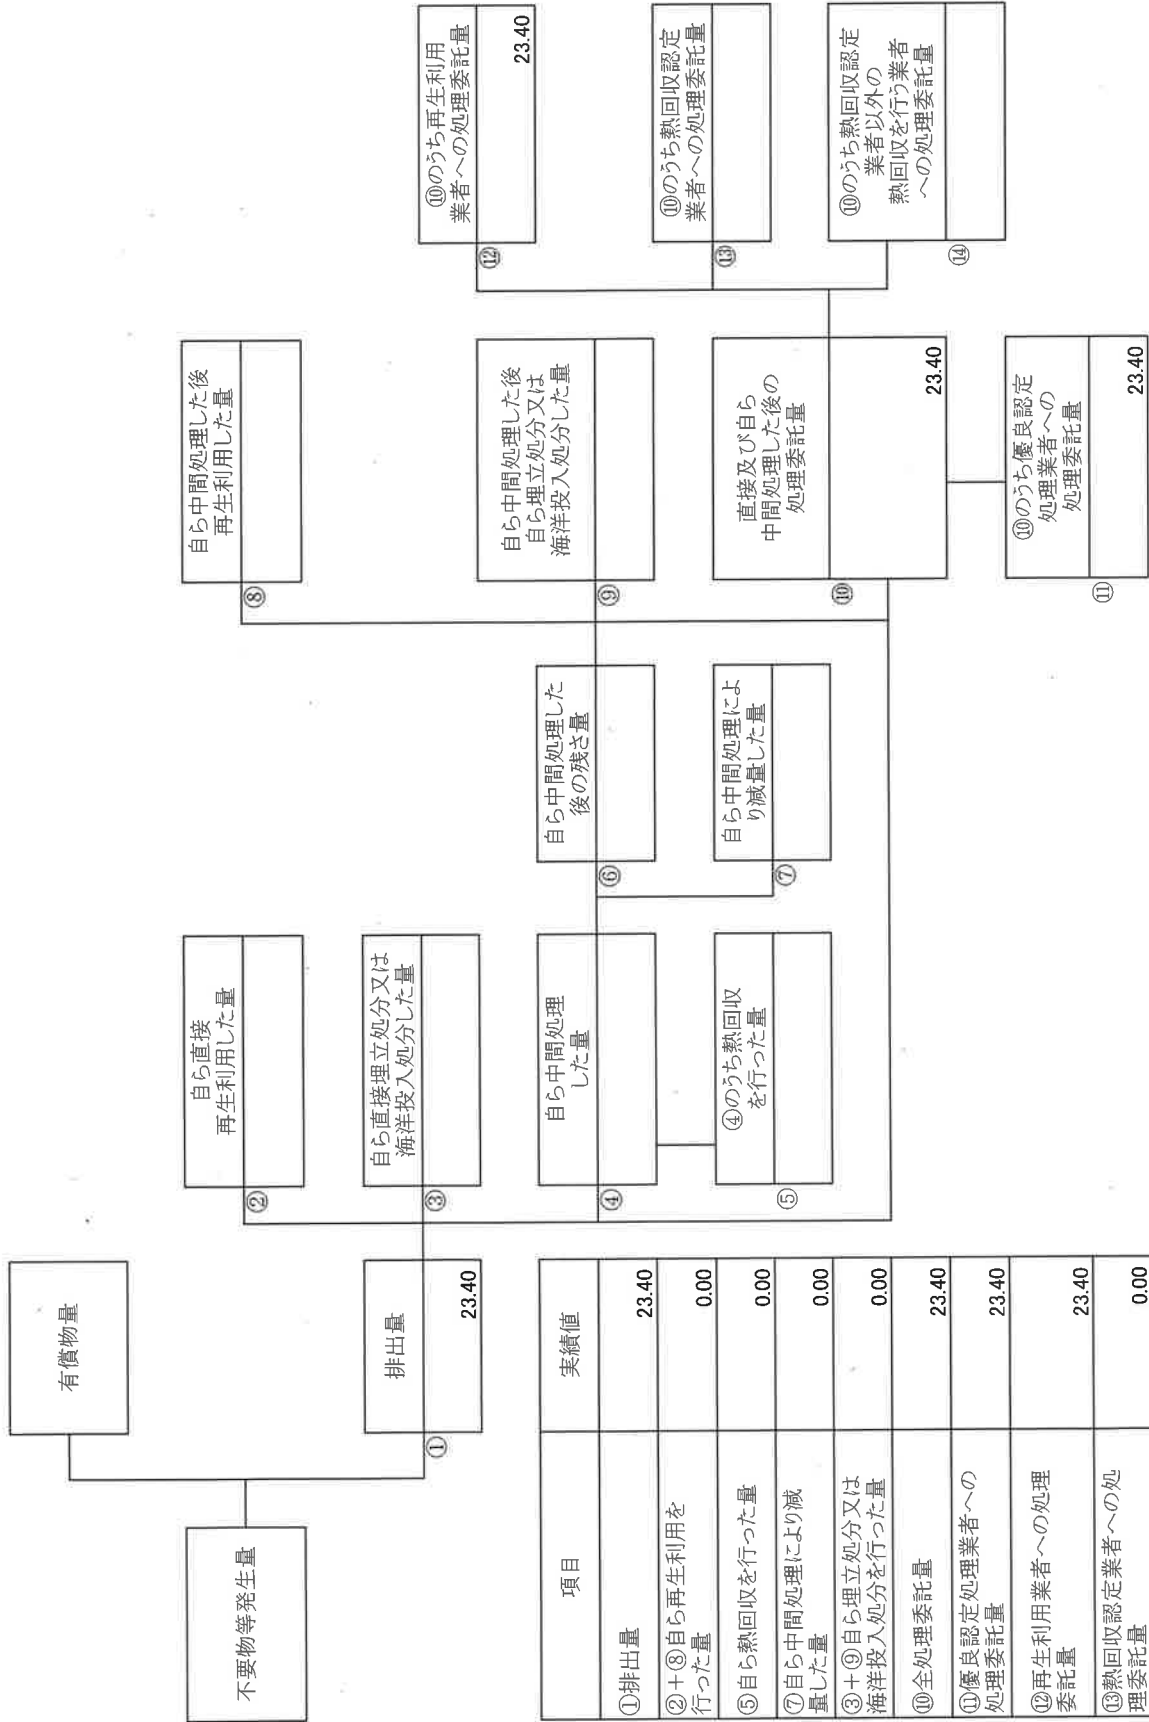 不要物等発生量
有償物量
排出量
①
23.40
自ら直接
再生利用した量
②
自ら直接埋立処分又は
海洋投入処分した量
③
自ら中間処理
した量
④
④のうち熱回収
を行った量
⑤
自ら中間処理した
後の残さ量
⑥
自ら中間処理によ
り減量した量
⑦
自ら中間処理した後
再生利用した量
⑧
自ら中間処理した後
自ら埋立処分又は
海洋投入処分した量
⑨
直接及び自ら
中間処理した後の
処理委託量
⑩
23.40
⑩のうち優良認定
処理業者への
処理委託量
⑪
23.40
⑩のうち再生利用
業者への処理委託量
⑫
23.40
⑩のうち熱回収認定
業者への処理委託量
⑬
⑩のうち熱回収認定
業者以外の
熱回収を行う業者
への処理委託量
⑭
項目
実績値
①排出量
23.40
②+⑧自ら再生利用を
行った量
0.00
⑤自ら熱回収を行った量
0.00
⑦自ら中間処理により減
量した量
0.00
③+⑨自ら埋立処分又は
海洋投入処分を行った量
0.00
⑩全処理委託量
23.40
⑪優良認定処理業者への
処理委託量
23.40
⑫再生利用業者への処理
委託量
23.40
⑬熱回収認定業者への処
理委託量
0.00